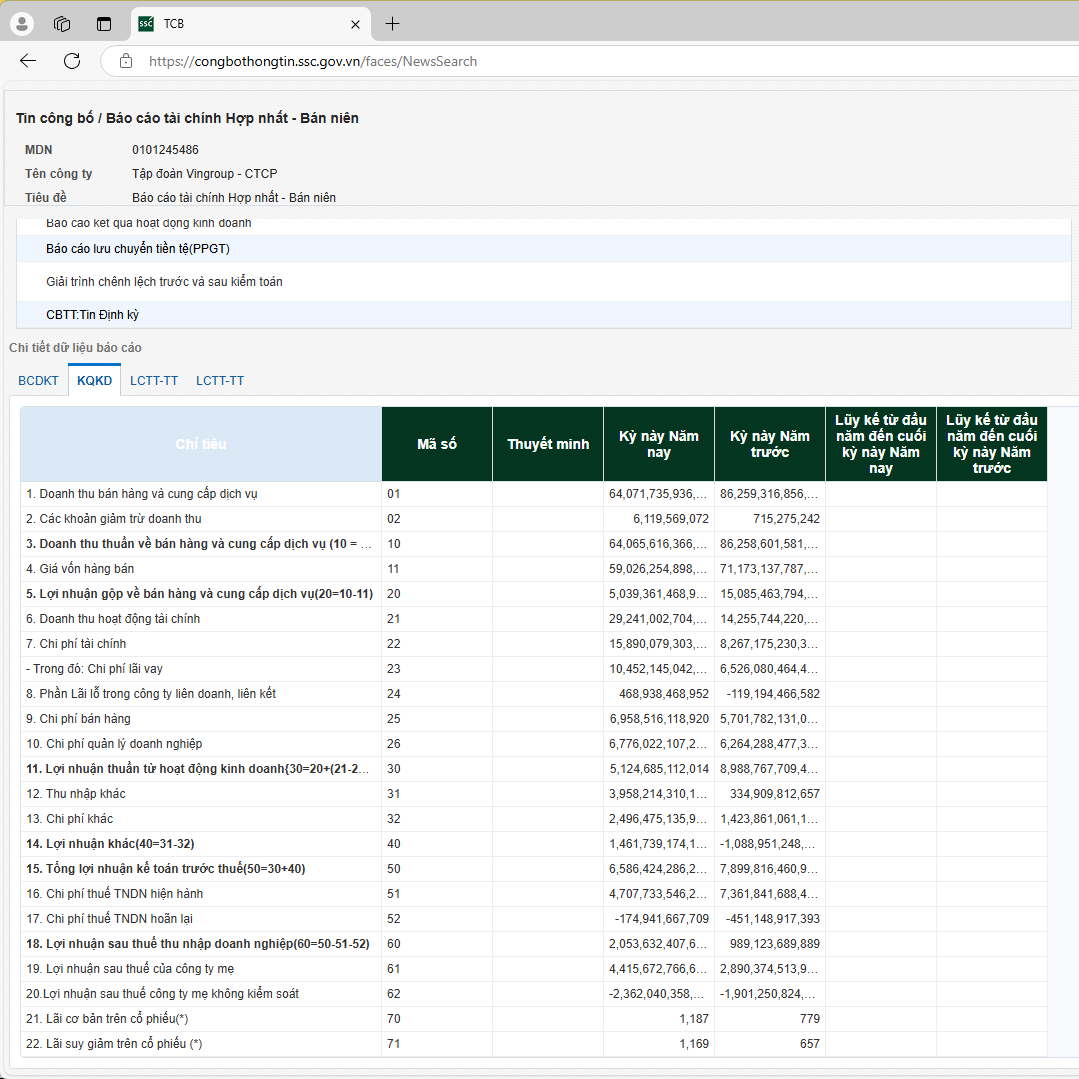 SSC TCB
https://congbothongtin.ssc.gov.vn/faces/NewsSearch
Tin công bố / Báo cáo tài chính Hợp nhất - Bán niên
MDN 0101245486
Tên công ty Tập đoàn Vingroup - CTCP
Tiêu đề Báo cáo tài chính Hợp nhất - Bán niên
Báo cáo kết quả hoạt động kinh doanh
Báo cáo lưu chuyển tiền tệ(PPGT)
Giải trình chênh lệch trước và sau kiểm toán
CBTT:Tin Định kỳ
Chi tiết dữ liệu báo cáo
BCDKT KQKD LCTT-TT LCTT-TT
Chỉ tiêu Mã số Thuyết minh Kỳ này Năm nay Kỳ này Năm trước Lũy kế từ đầu năm đến cuối kỳ này Năm nay Lũy kế từ đầu năm đến cuối kỳ này Năm trước
1. Doanh thu bán hàng và cung cấp dịch vụ 01 64,071,735,936,... 86,259,316,856,...
2. Các khoản giảm trừ doanh thu 02 6,119,569,072 715,275,242
3. Doanh thu thuần về bán hàng và cung cấp dịch vụ (10 = ... 10 64,065,616,366,... 86,258,601,581,...
4. Giá vốn hàng bán 11 59,026,254,898,... 71,173,137,787,...
5. Lợi nhuận gộp về bán hàng và cung cấp dịch vụ(20=10-11) 20 5,039,361,468,9... 15,085,463,794,...
6. Doanh thu hoạt động tài chính 21 29,241,002,704,... 14,255,744,220,...
7. Chi phí tài chính 22 15,890,079,303,... 8,267,175,230,3...
- Trong đó: Chi phí lãi vay 23 10,452,145,042,... 6,526,080,464,4...
8. Phần Lãi lỗ trong công ty liên doanh, liên kết 24 468,938,468,952 -119,194,466,582
9. Chi phí bán hàng 25 6,958,516,118,920 5,701,782,131,0...
10. Chi phí quản lý doanh nghiệp 26 6,776,022,107,2... 6,264,288,477,3...
11. Lợi nhuận thuần từ hoạt động kinh doanh{30=20+(21-2... 30 5,124,685,112,014 8,988,767,709,4...
12. Thu nhập khác 31 3,958,214,310,1... 334,909,812,657
13. Chi phí khác 32 2,496,475,135,9... 1,423,861,061,1...
14. Lợi nhuận khác(40=31-32) 40 1,461,739,174,1... -1,088,951,248,...
15. Tổng lợi nhuận kế toán trước thuế(50=30+40) 50 6,586,424,286,2... 7,899,816,460,9...
16. Chi phí thuế TNDN hiện hành 51 4,707,733,546,2... 7,361,841,688,4...
17. Chi phí thuế TNDN hoãn lại 52 -174,941,667,709 -451,148,917,393
18. Lợi nhuận sau thuế thu nhập doanh nghiệp(60=50-51-52) 60 2,053,632,407,6... 989,123,689,889
19. Lợi nhuận sau thuế của công ty mẹ 61 4,415,672,766,6... 2,890,374,513,9...
20.Lợi nhuận sau thuế công ty mẹ không kiểm soát 62 -2,362,040,358,... -1,901,250,824,...
21. Lãi cơ bản trên cổ phiếu(*) 70 1,187 779
22. Lãi suy giảm trên cổ phiếu (*) 71 1,169 657